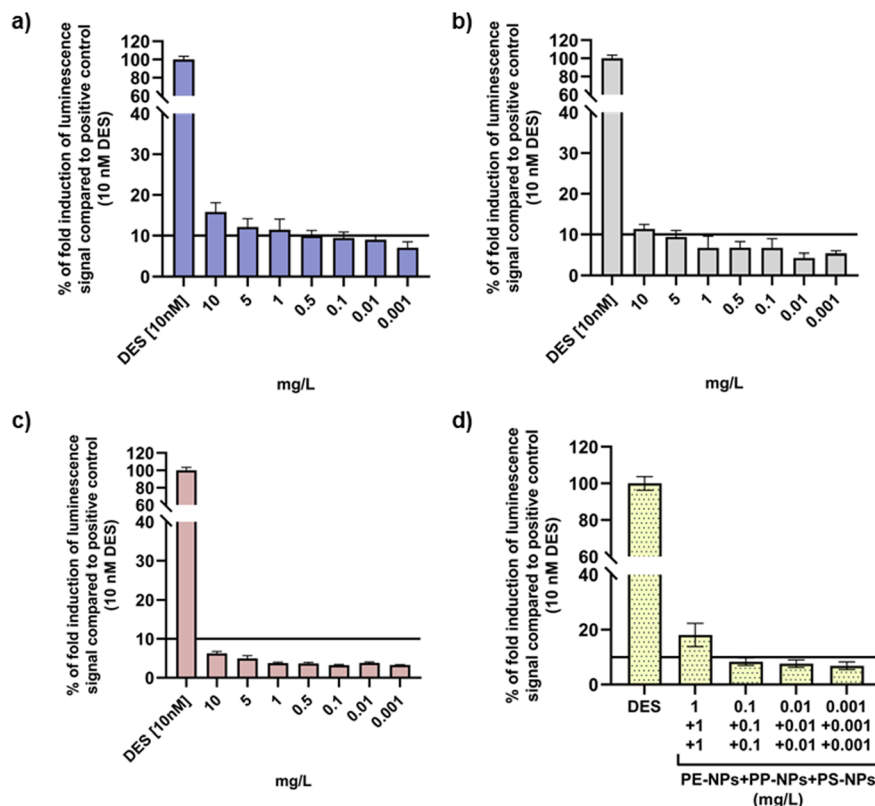 a)
% of fold induction of luminescence
signal compared to positive control
(10 nM DES)
120
100
80
60
40
30
20
10
0
DES [10nM]
10
5
1
0.5
0.1
0.01
0.001
mg/L
b)
% of fold induction of luminescence
signal compared to positive control
(10 nM DES)
120
100
80
60
40
30
20
10
0
DES [10nM]
10
5
1
0.5
0.1
0.01
0.001
mg/L
c)
% of fold induction of luminescence
signal compared to positive control
(10 nM DES)
120
100
80
60
40
30
20
10
0
DES [10nM]
10
5
1
0.5
0.1
0.01
0.001
mg/L
d)
% of fold induction of luminescence
signal compared to positive control
(10 nM DES)
120
100
80
60
40
20
0
DES
1 0.1 0.01 0.001
+1 +0.1 +0.01 +0.001
+1 +0.1 +0.01 +0.001
PE-NPs+PP-NPs+PS-NPs
(mg/L)